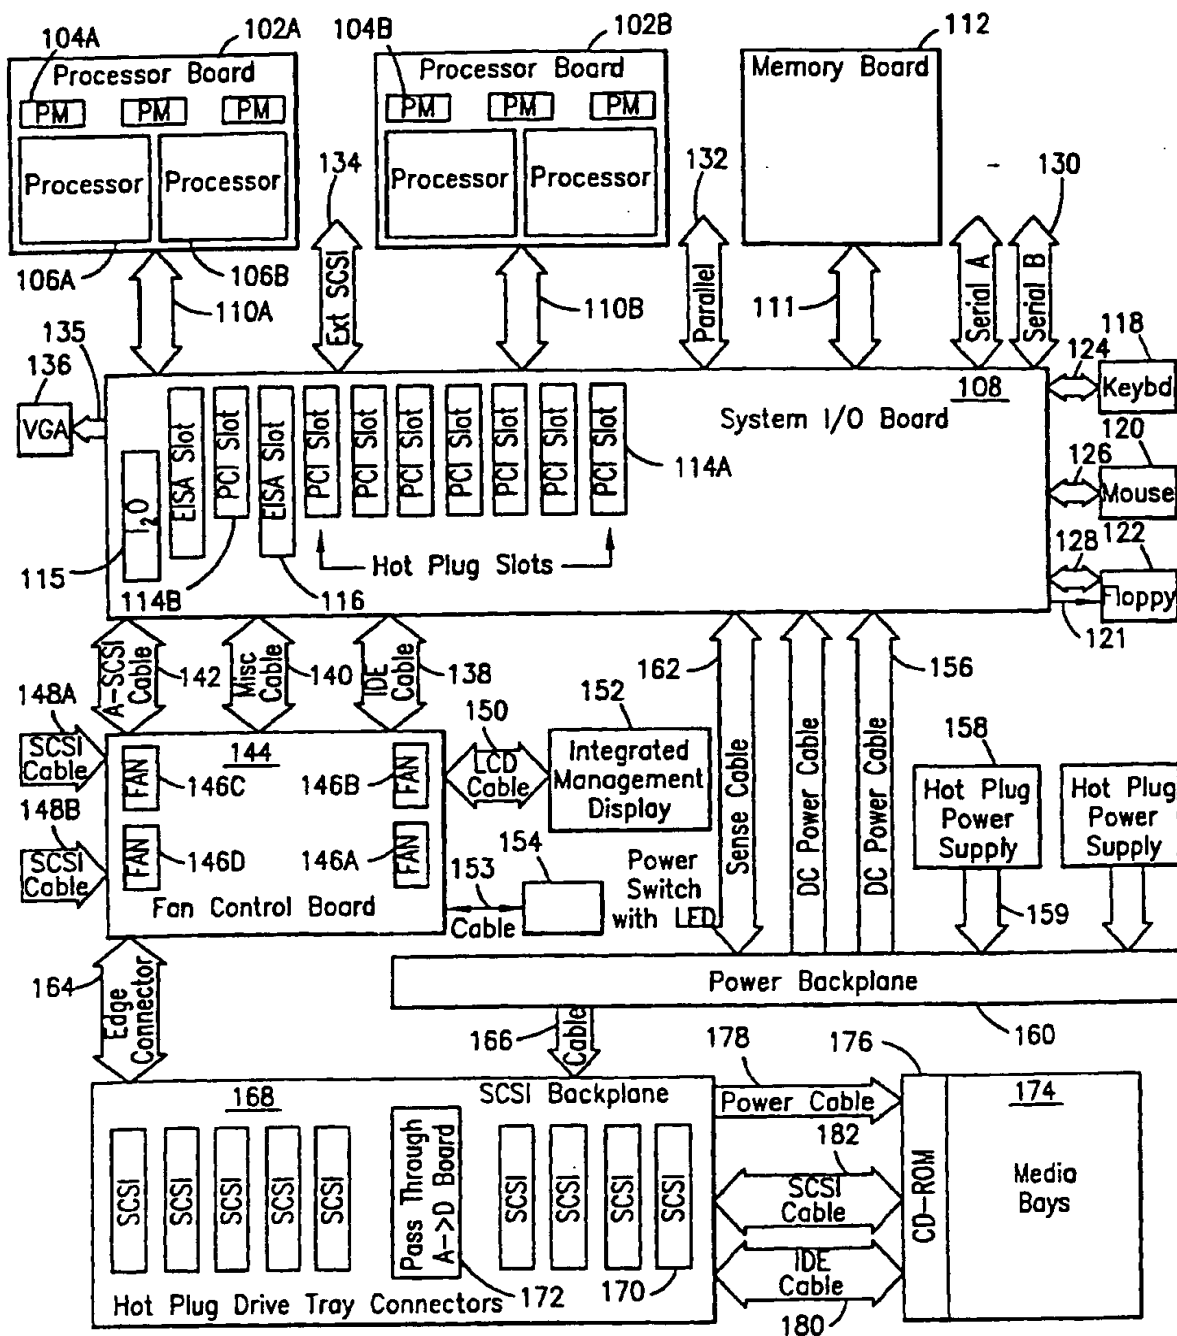 104A
102A
104B
102B
112
Processor Board
PM
PM
PM
Processor
Processor
Processor Board
PM
PM
PM
Processor
Processor
Memory Board
134
132
130
106A
106B
110A
Ext SCSI
110B
Parallel
111
Serial A
Serial B
135
136
VGA
108
System I/O Board
124
118
Keybd
120
126
Mouse
122
128
Floppy
121
I2O
EISA Slot
PCI Slot
EISA Slot
PCI Slot
PCI Slot
PCI Slot
PCI Slot
PCI Slot
PCI Slot
PCI Slot
114A
Hot Plug Slots
115
114B
116
A-SCSI
Cable
142
Misc
Cable
140
IDE
Cable
138
162
156
148A
SCSI
Cable
148B
SCSI
Cable
144
FAN
146C
146B
FAN
FAN
146D
146A
FAN
Fan Control Board
150
LCD
Cable
152
Integrated
Management
Display
153
Cable
154
Power
Switch
with LED
Sense Cable
DC Power Cable
DC Power Cable
158
Hot Plug
Power
Supply
Hot Plug
Power
Supply
159
Power Backplane
160
164
Edge
Connector
166
Cable
178
176
168
SCSI Backplane
Power Cable
174
SCSI
SCSI
SCSI
SCSI
SCSI
Pass Through
A->D Board
SCSI
SCSI
SCSI
SCSI
182
SCSI
Cable
CD-ROM
Media
Bays
IDE
Cable
172
170
180
Hot Plug Drive Tray Connectors